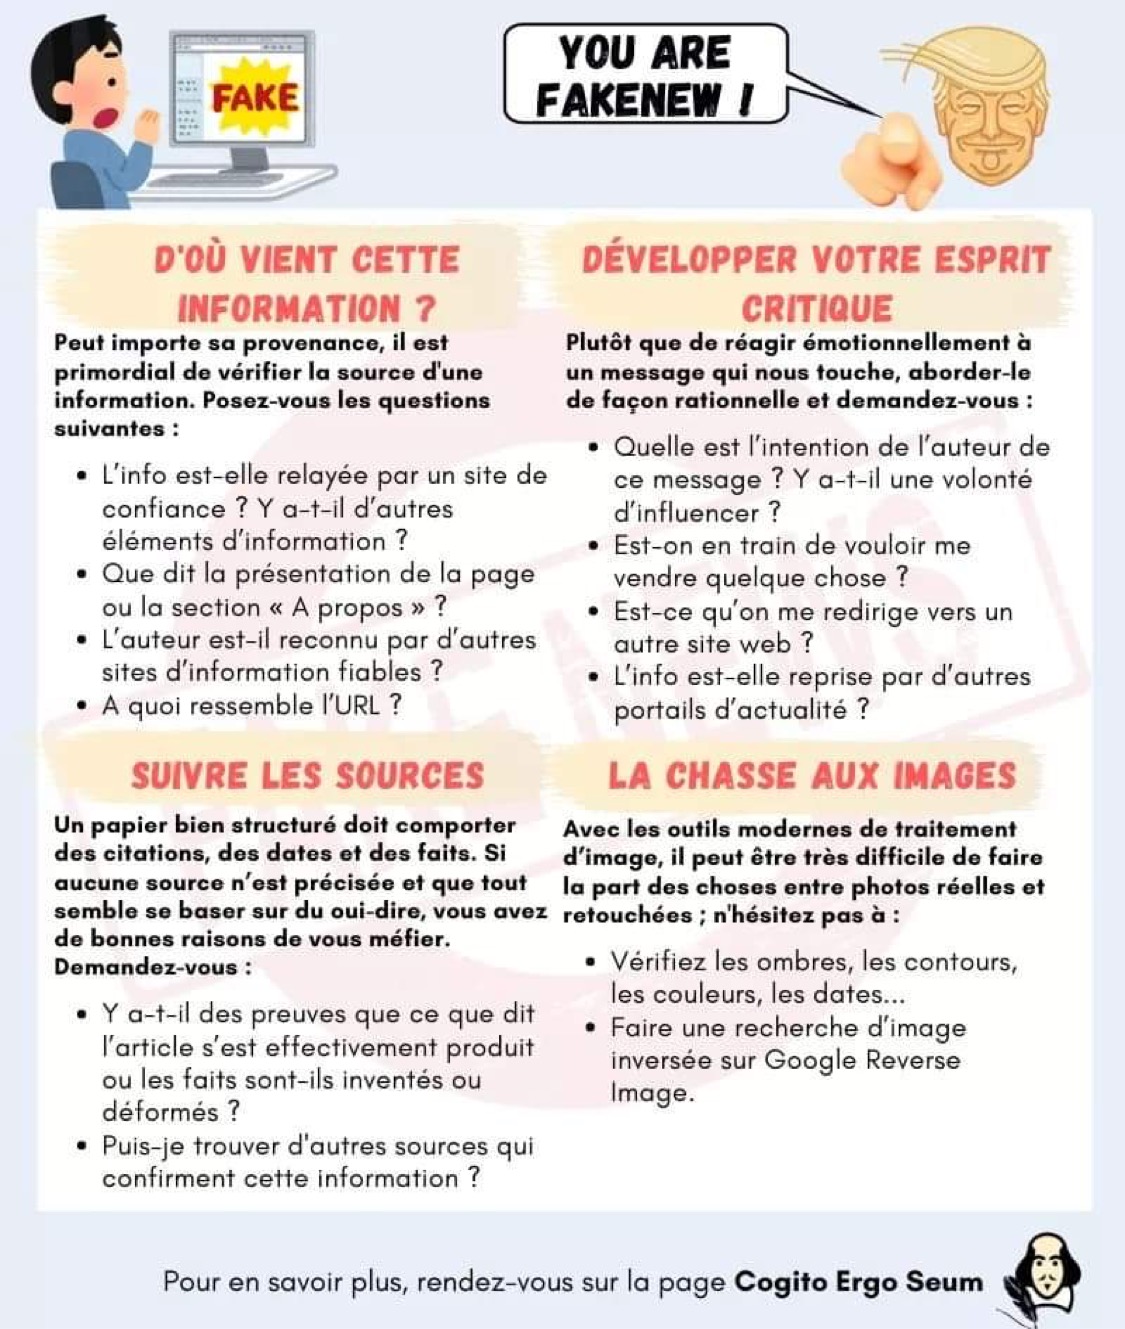 FAKE
YOU ARE
FAKENEW !
D'OÙ VIENT CETTE
INFORMATION ?
Peut importe sa provenance, il est
primordial de vérifier la source d'une
information. Posez-vous les questions
suivantes :
• L'info est-elle relayée par un site de
confiance ? Y a-t-il d'autres
éléments d'information ?
• Que dit la présentation de la page
ou la section « A propos » ?
• L'auteur est-il reconnu par d'autres
sites d'information fiables ?
• A quoi ressemble l'URL ?
DÉVELOPPER VOTRE ESPRIT
CRITIQUE
Plutôt que de réagir émotionnellement à
un message qui nous touche, aborder-le
de façon rationnelle et demandez-vous :
• Quelle est l'intention de l'auteur de
ce message ? Y a-t-il une volonté
d'influencer ?
• Est-on en train de vouloir me
vendre quelque chose ?
• Est-ce qu'on me redirige vers un
autre site web ?
• L'info est-elle reprise par d'autres
portails d'actualité ?
SUIVRE LES SOURCES
Un papier bien structuré doit comporter
des citations, des dates et des faits. Si
aucune source n'est précisée et que tout
semble se baser sur du oui-dire, vous avez
de bonnes raisons de vous méfier.
Demandez-vous :
• Y a-t-il des preuves que ce que dit
l'article s'est effectivement produit
ou les faits sont-ils inventés ou
déformés ?
• Puis-je trouver d'autres sources qui
confirment cette information ?
LA CHASSE AUX IMAGES
Avec les outils modernes de traitement
d'image, il peut être très difficile de faire
la part des choses entre photos réelles et
retouchées ; n'hésitez pas à :
• Vérifiez les ombres, les contours,
les couleurs, les dates...
• Faire une recherche d'image
inversée sur Google Reverse
Image.
FAKE NEWS
Pour en savoir plus, rendez-vous sur la page Cogito Ergo Seum